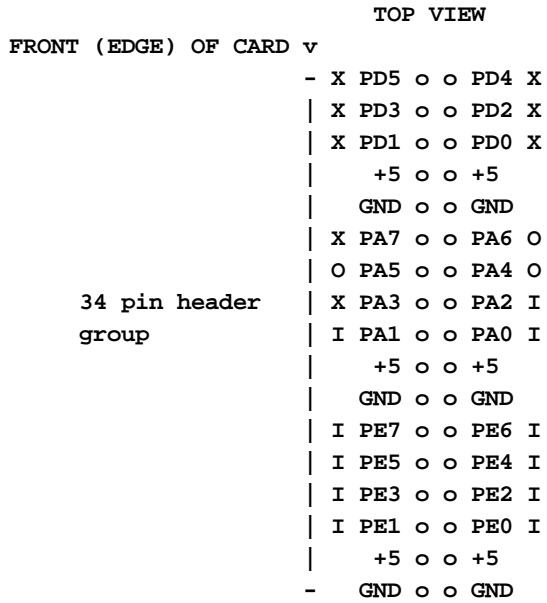 TOP VIEW
FRONT (EDGE) OF CARD v
- X PD5 o o PD4 X
| X PD3 o o PD2 X
| X PD1 o o PD0 X
| +5 o o +5
| GND o o GND
| X PA7 o o PA6 O
| O PA5 o o PA4 O
34 pin header | X PA3 o o PA2 I
group | I PA1 o o PA0 I
| +5 o o +5
| GND o o GND
| I PE7 o o PE6 I
| I PE5 o o PE4 I
| I PE3 o o PE2 I
| I PE1 o o PE0 I
| +5 o o +5
- GND o o GND